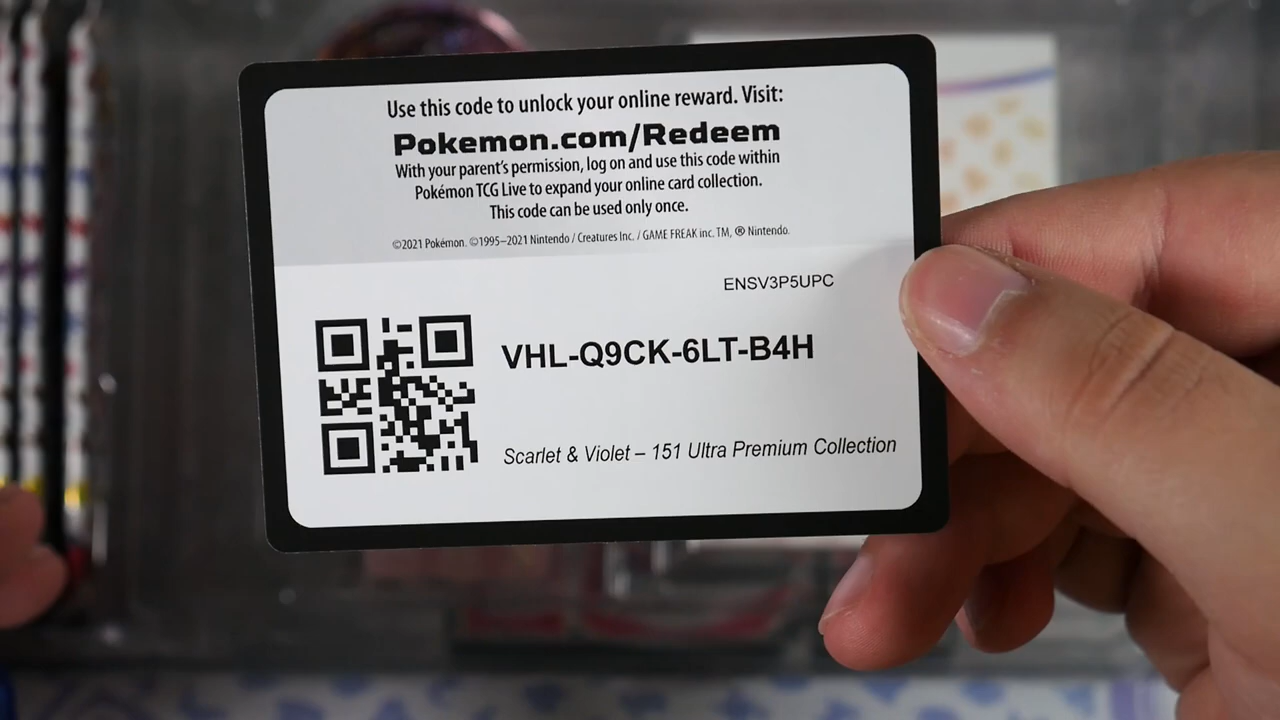 Use this code to unlock your online reward. Visit:
Pokemon.com/Redeem
With your parent's permission, log on and use this code within
Pokémon TCG Live to expand your online card collection.
This code can be used only once.
©2021 Pokémon. ©1995–2021 Nintendo / Creatures Inc. / GAME FREAK inc. TM, ® Nintendo.
ENSV3P5UPC
VHL-Q9CK-6LT-B4H
Scarlet & Violet – 151 Ultra Premium Collection